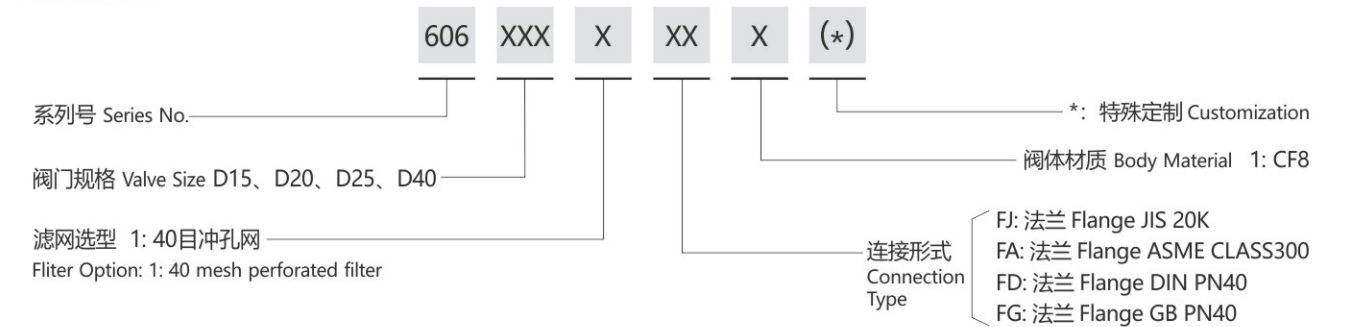 606 XXX X XX X (*)
系列号 Series No.
*: 特殊定制 Customization
阀体材质 Body Material 1: CF8
阀门规格 Valve Size D15、D20、D25、D40
滤网选型 1: 40目冲孔网
Fliter Option: 1: 40 mesh perforated filter
连接形式
Connection
Type
FJ: 法兰 Flange JIS 20K
FA: 法兰 Flange ASME CLASS300
FD: 法兰 Flange DIN PN40
FG: 法兰 Flange GB PN40